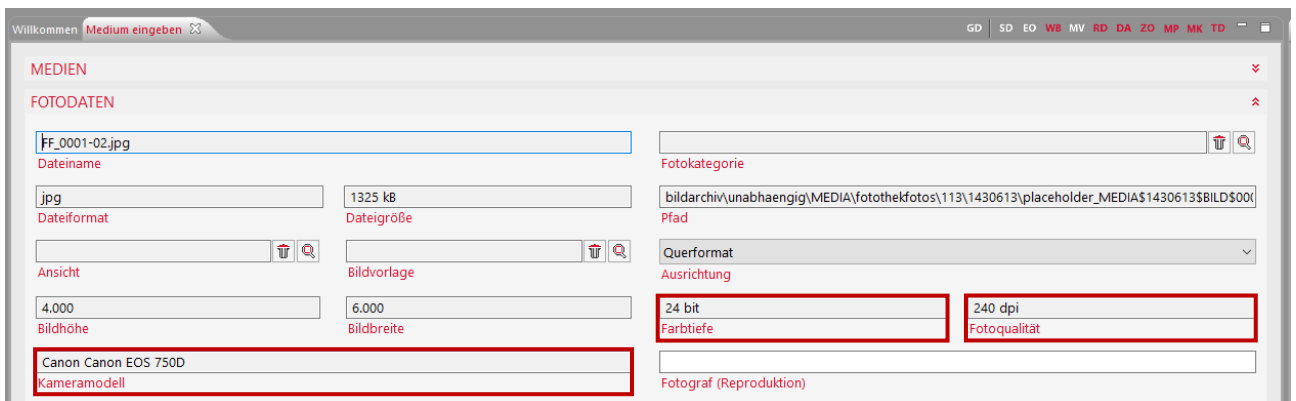 Willkommen Medium eingeben GD SD EO WB MV RD DA ZO MP MK TD
MEDIEN
FOTODATEN
FF_0001-02.jpg
Dateiname
Fotokategorie
jpg 1325 kB bildarchiv\unabhaengig\MEDIA\fotothekfotos\113\1430613\placeholder_MEDIA$1430613$BILD$000
Dateiformat Dateigröße Pfad
Querformat
Ansicht Bildvorlage Ausrichtung
4.000 6.000 24 bit 240 dpi
Bildhöhe Bildbreite Farbtiefe Fotoqualität
Canon Canon EOS 750D
Kameramodell Fotograf (Reproduktion)